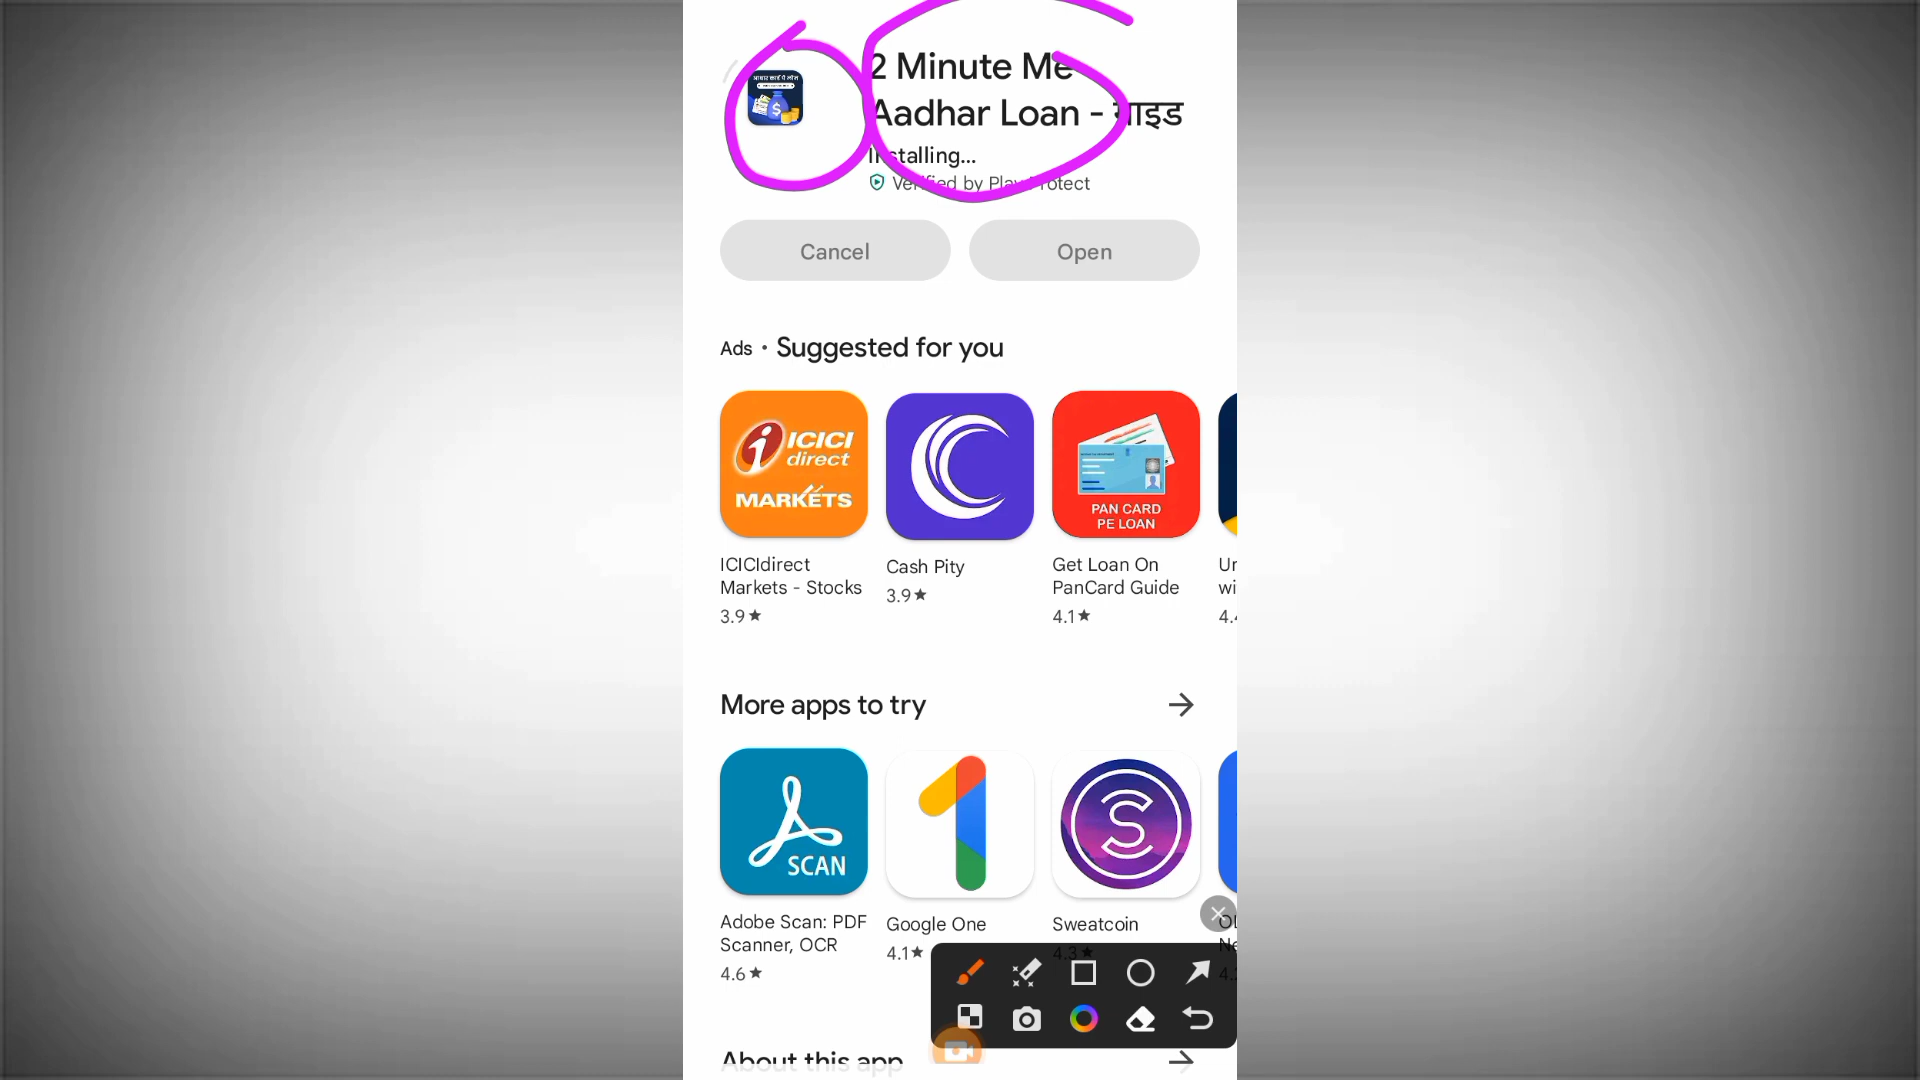 आधार कार्ड पे लोन
2 Minute Me
Aadhar Loan - गाइड
Installing...
Verified by Play Protect
Cancel
Open
Ads • Suggested for you
ICICI
direct
MARKETS
PAN CARD
PE LOAN
ICICIdirect
Markets - Stocks
3.9★
Cash Pity
3.9★
Get Loan On
PanCard Guide
4.1★
More apps to try
SCAN
Adobe Scan: PDF
Scanner, OCR
4.6★
Google One
4.1★
Sweatcoin
4.3★
About this app